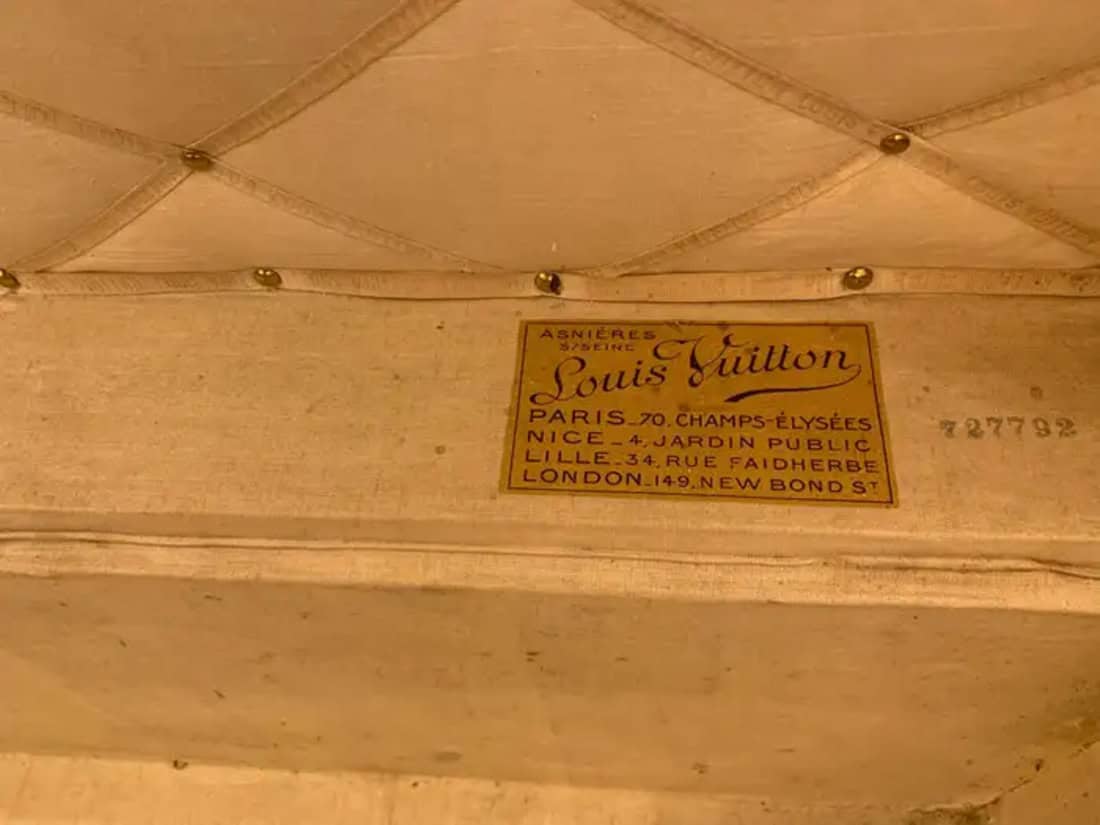 ASNIÈRES
S/SEINE
Louis Vuitton
PARIS_70, CHAMPS-ÉLYSÉES
NICE_4, JARDIN PUBLIC
LILLE_34, RUE FAIDHERBE
LONDON_149, NEW BOND ST
727792